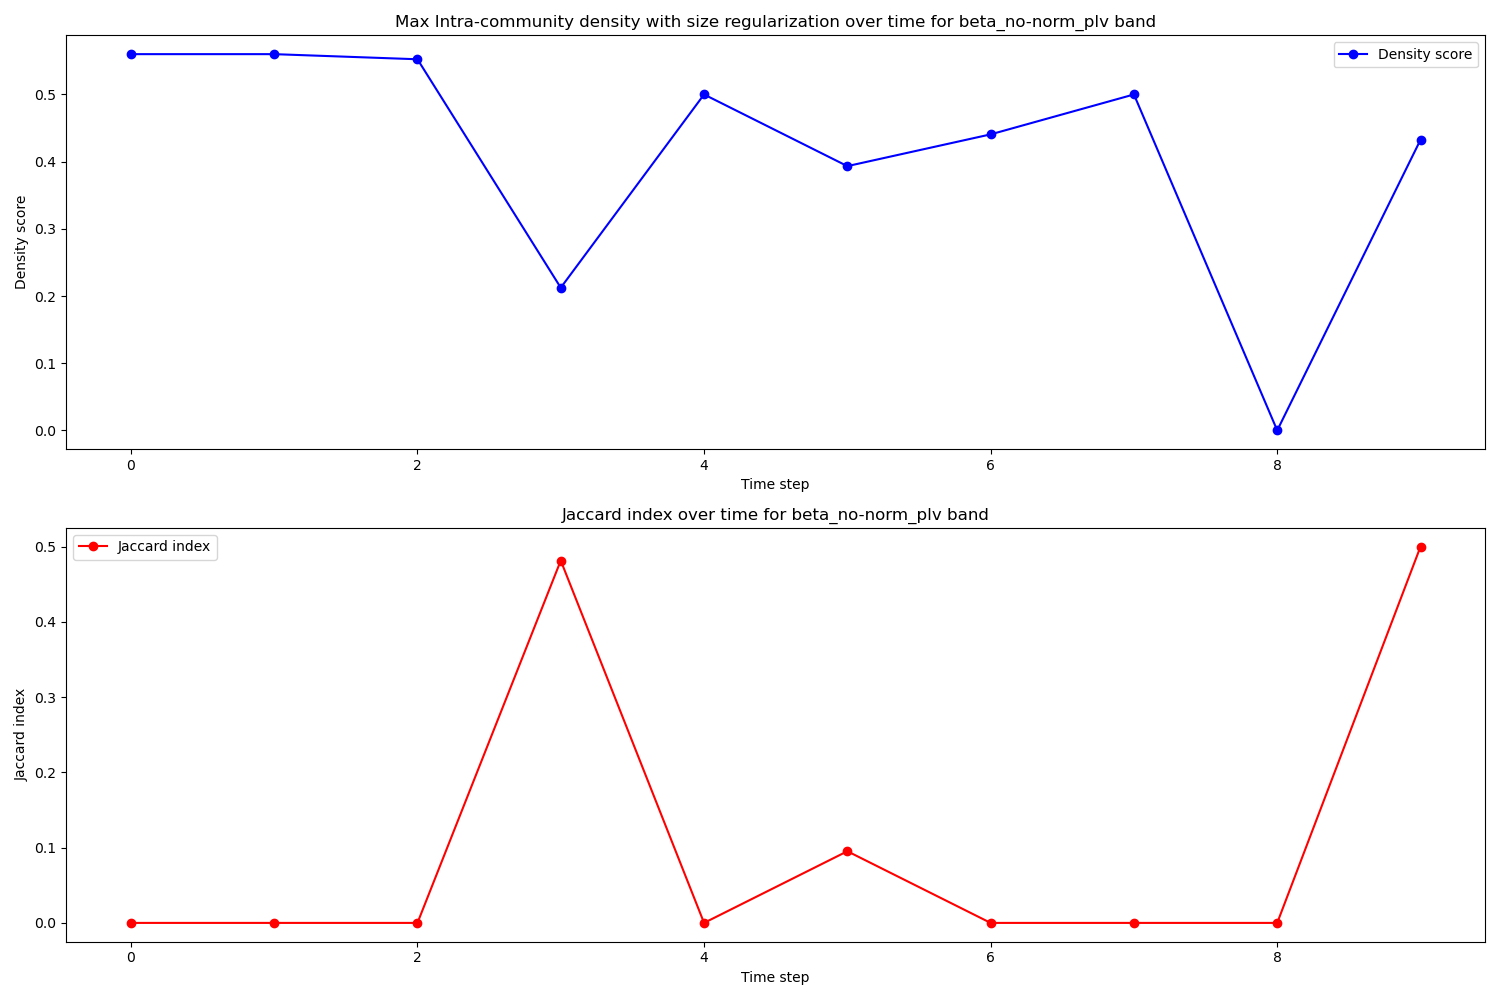 Max Intra-community density with size regularization over time for beta_no-norm_plv band
Density score
Density score
0.5
0.4
0.3
0.2
0.1
0.0
0 2 4 6 8
Time step
Jaccard index over time for beta_no-norm_plv band
Jaccard index
Jaccard index
0.5
0.4
0.3
0.2
0.1
0.0
0 2 4 6 8
Time step